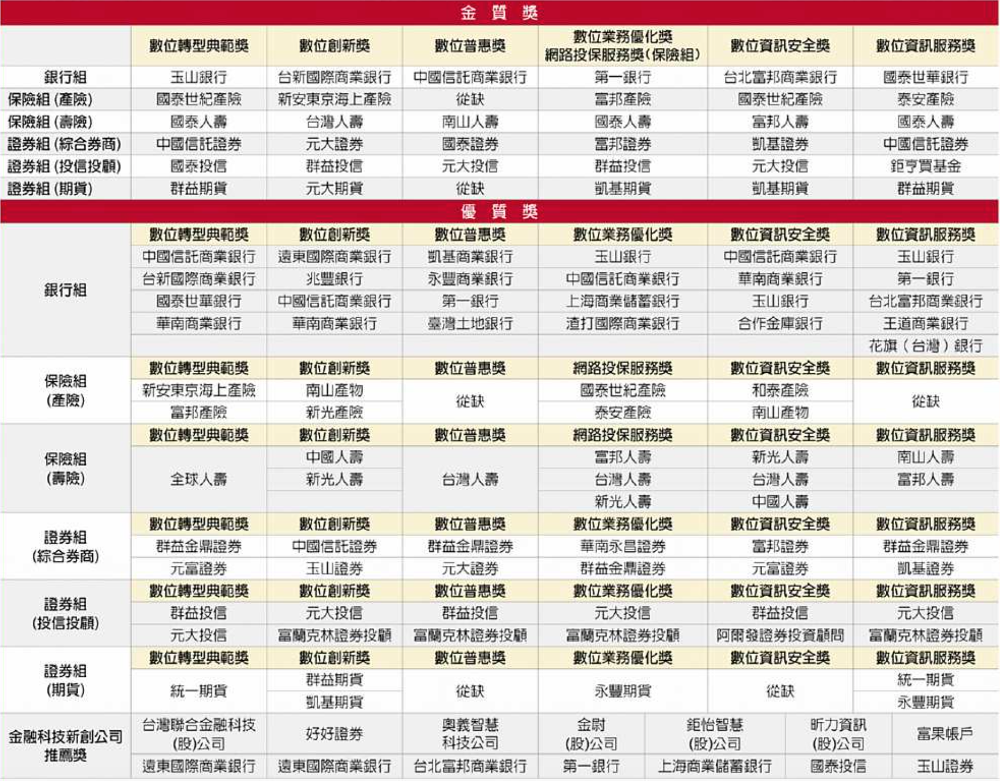 金質獎
數位轉型典範獎 數位創新獎 數位普惠獎 數位業務優化獎 網路投保服務獎(保險組) 數位資訊安全獎 數位資訊服務獎
銀行組 玉山銀行 台新國際商業銀行 中國信託商業銀行 第一銀行 台北富邦商業銀行 國泰世華銀行
保險組(產險) 國泰世紀產險 新安東京海上產險 從缺 富邦產險 國泰世紀產險 泰安產險
保險組(壽險) 國泰人壽 台灣人壽 南山人壽 國泰人壽 富邦人壽 國泰人壽
證券組(綜合券商) 中國信託證券 元大證券 國泰證券 富邦證券 凱基證券 中國信託證券
證券組(投信投顧) 國泰投信 群益投信 元大投信 群益投信 元大投信 鉅亨買基金
證券組(期貨) 群益期貨 元大期貨 從缺 凱基期貨 凱基期貨 群益期貨
優質獎
數位轉型典範獎 數位創新獎 數位普惠獎 數位業務優化獎 數位資訊安全獎 數位資訊服務獎
銀行組
中國信託商業銀行 遠東國際商業銀行 凱基商業銀行 玉山銀行 中國信託商業銀行 玉山銀行
台新國際商業銀行 兆豐銀行 永豐商業銀行 中國信託商業銀行 華南商業銀行 第一銀行
國泰世華銀行 中國信託商業銀行 第一銀行 上海商業儲蓄銀行 玉山銀行 台北富邦商業銀行
華南商業銀行 華南商業銀行 臺灣土地銀行 渣打國際商業銀行 合作金庫銀行 王道商業銀行
花旗(台灣)銀行
保險組
(產險)
數位轉型典範獎 數位創新獎 數位普惠獎 網路投保服務獎 數位資訊安全獎 數位資訊服務獎
新安東京海上產險 南山產物 從缺 國泰世紀產險 和泰產險 從缺
富邦產險 新光產險 泰安產險 南山產物
保險組
(壽險)
數位轉型典範獎 數位創新獎 數位普惠獎 網路投保服務獎 數位資訊安全獎 數位資訊服務獎
中國人壽 富邦人壽 新光人壽 南山人壽
全球人壽 新光人壽 台灣人壽 台灣人壽 台灣人壽 富邦人壽
新光人壽 中國人壽
證券組
(綜合券商)
數位轉型典範獎 數位創新獎 數位普惠獎 數位業務優化獎 數位資訊安全獎 數位資訊服務獎
群益金鼎證券 中國信託證券 群益金鼎證券 華南永昌證券 富邦證券 群益金鼎證券
元富證券 玉山證券 元大證券 群益金鼎證券 元富證券 凱基證券
證券組
(投信投顧)
數位轉型典範獎 數位創新獎 數位普惠獎 數位業務優化獎 數位資訊安全獎 數位資訊服務獎
群益投信 元大投信 群益投信 元大投信 群益投信 元大投信
元大投信 富蘭克林證券投顧 富蘭克林證券投顧 富蘭克林證券投顧 阿爾發證券投資顧問 富蘭克林證券投顧
證券組
(期貨)
數位轉型典範獎 數位創新獎 數位普惠獎 數位業務優化獎 數位資訊安全獎 數位資訊服務獎
統一期貨 群益期貨 從缺 永豐期貨 從缺 統一期貨
凱基期貨 永豐期貨
金融科技新創公司
推薦獎
台灣聯合金融科技(股)公司 好好證券 奧義智慧科技公司 金尉(股)公司 鉅怡智慧(股)公司 昕力資訊(股)公司 富果帳戶
遠東國際商業銀行 遠東國際商業銀行 台北富邦商業銀行 第一銀行 上海商業儲蓄銀行 國泰投信 玉山證券